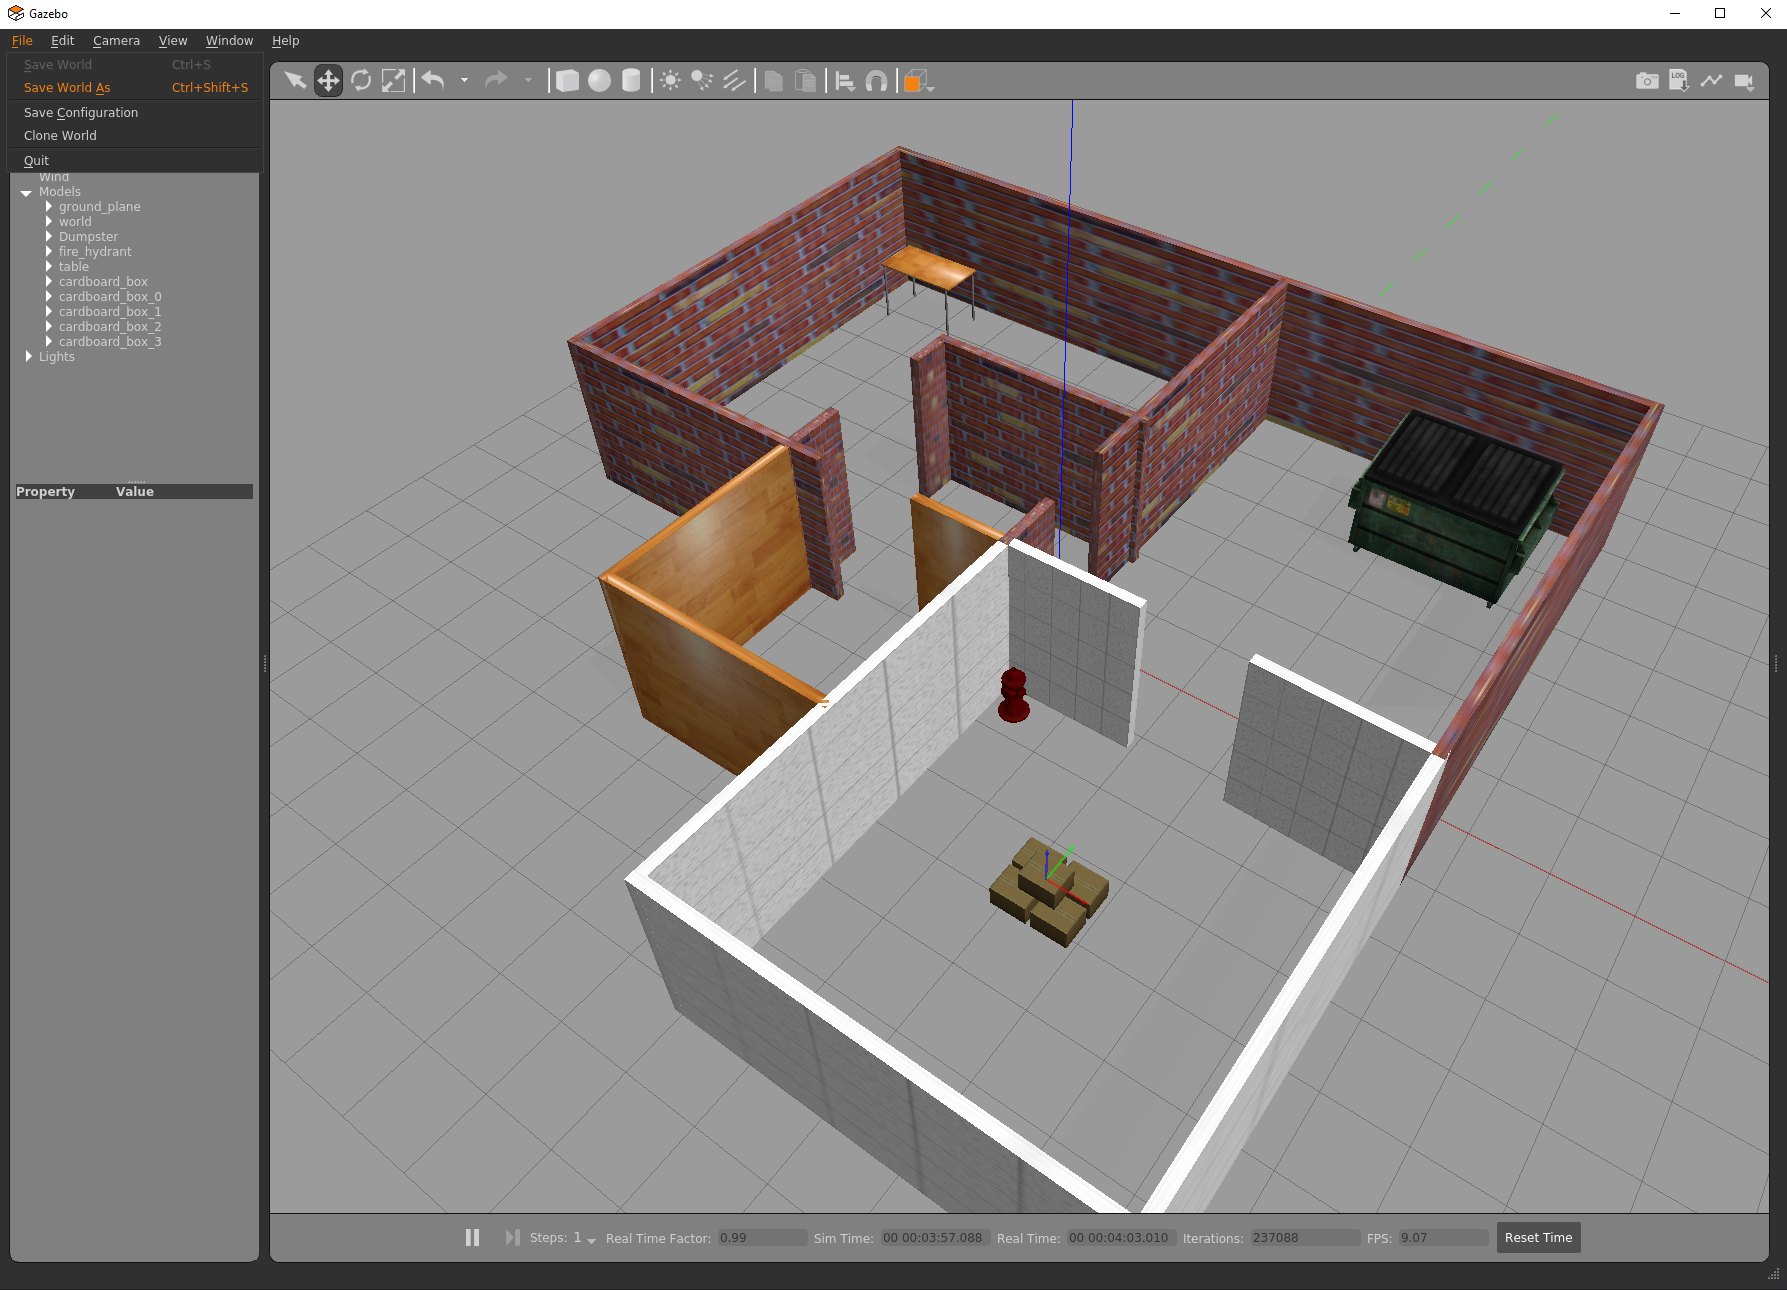 Gazebo
File Edit Camera View Window Help
Save World Ctrl+S
Save World As Ctrl+Shift+S
Save Configuration
Clone World
Quit
Wind
Models
ground_plane
world
Dumpster
fire_hydrant
table
cardboard_box
cardboard_box_0
cardboard_box_1
cardboard_box_2
cardboard_box_3
Lights
Property Value
LOG
Steps: 1 Real Time Factor: 0.99 Sim Time: 00 00:03:57.088 Real Time: 00 00:04:03.010 Iterations: 237088 FPS: 9.07 Reset Time